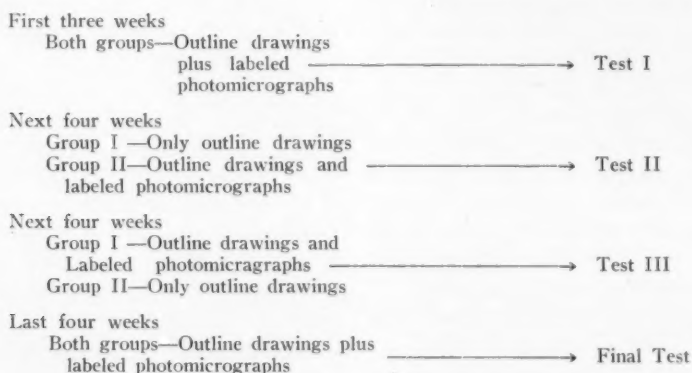 First three weeks
Both groups—Outline drawings
plus labeled ⟶ Test I
photomicrographs
Next four weeks
Group I —Only outline drawings
Group II—Outline drawings and ⟶ Test II
labeled photomicrographs
Next four weeks
Group I —Outline drawings and
Labeled photomicragraphs ⟶ Test III
Group II—Only outline drawings
Last four weeks
Both groups—Outline drawings plus
labeled photomicrographs ⟶ Final Test